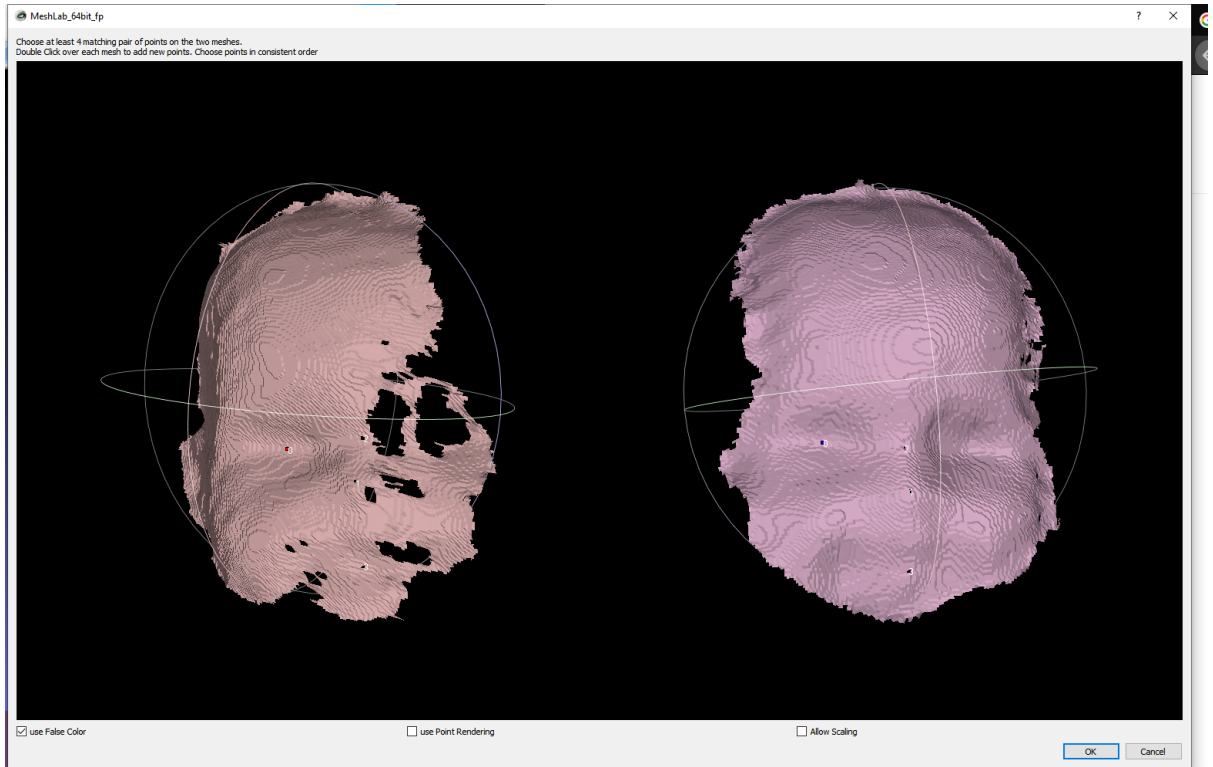 MeshLab_64bit_fp
Choose at least 4 matching pair of points on the two meshes.
Double Click over each mesh to add new points. Choose points in consistent order
use False Color
use Point Rendering
Allow Scaling
OK
Cancel